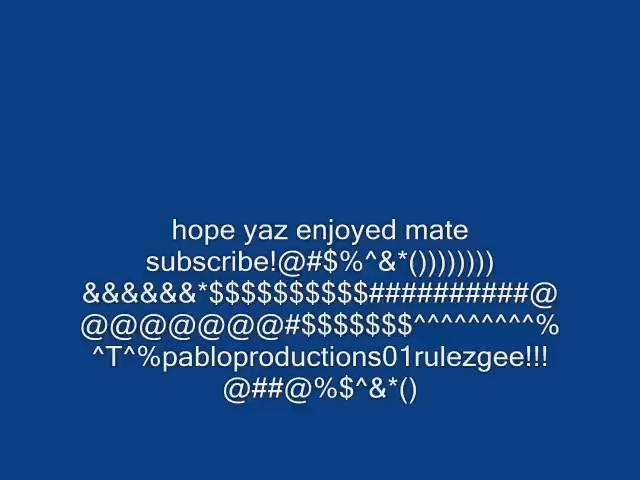 hope yaz enjoyed mate
subscribe!@#$%^&*())))))))
&&&&&&*$$$$$$$$$$##########@
@@@@@@@#$$$$$$$^^^^^^^^^%
^T^%pabloproductions01rulezgee!!!
@##@%$^&*()